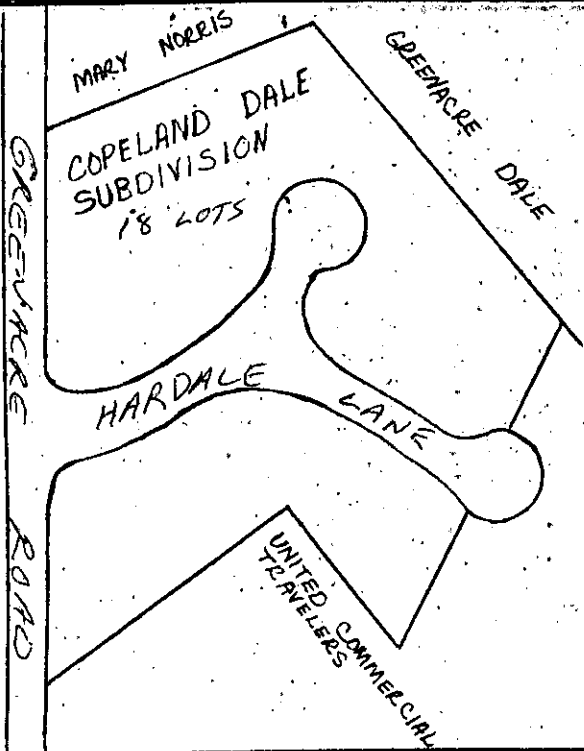 MARY NORRIS
GREENACRE DALE
COPELAND DALE
SUBDIVISION
18 LOTS
GREENACRE ROAD
HARDALE LANE
UNITED COMMERCIAL
TRAVELERS